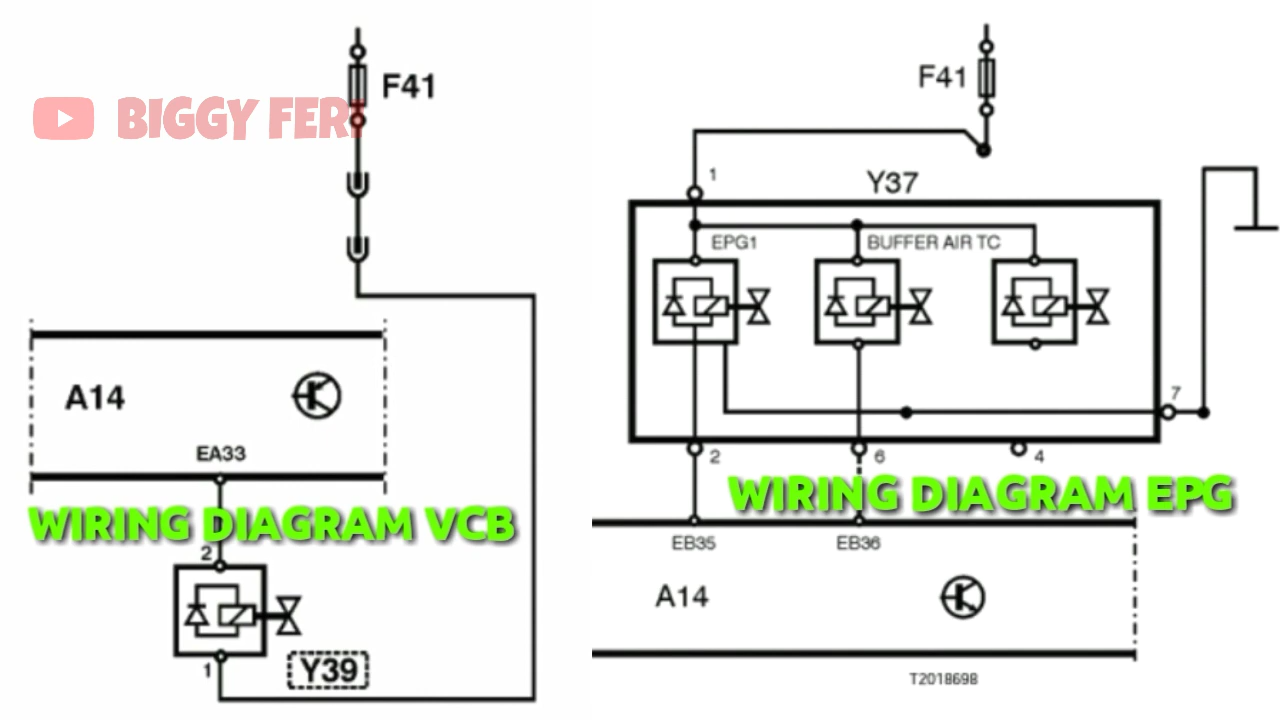 F41
BIGGY FER
A14
EA33
WIRING DIAGRAM VCB
2
1
Y39
F41
1
Y37
EPG1
BUFFER AIR TC
7
2
6
4
WIRING DIAGRAM EPG
EB35
EB36
A14
T2018698